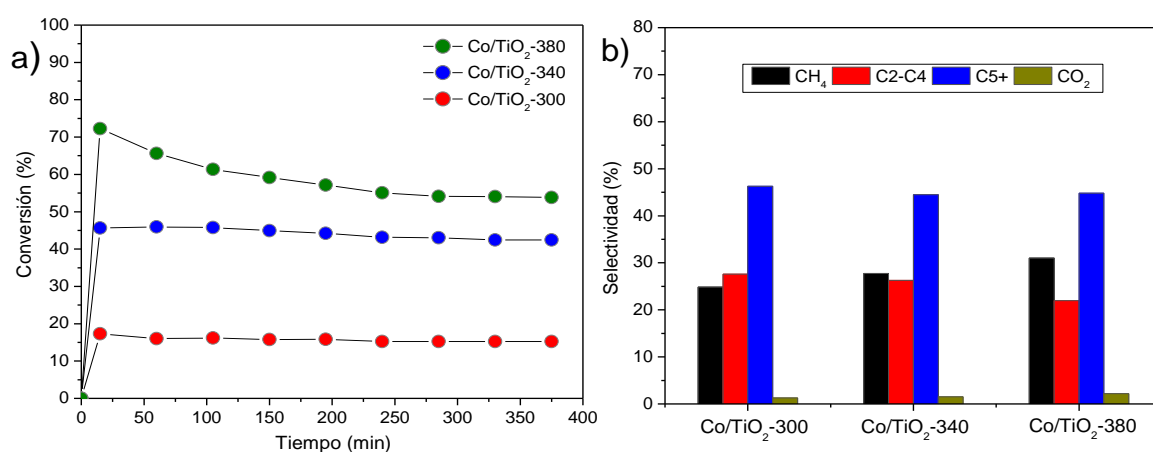 a)
Conversión (%)
100
90
80
70
60
50
40
30
20
10
0
Co/TiO₂-380
Co/TiO₂-340
Co/TiO₂-300
0 50 100 150 200 250 300 350 400
Tiempo (min)
b)
Selectividad (%)
80
70
60
50
40
30
20
10
0
CH₄ C2-C4 C5+ CO₂
Co/TiO₂-300 Co/TiO₂-340 Co/TiO₂-380